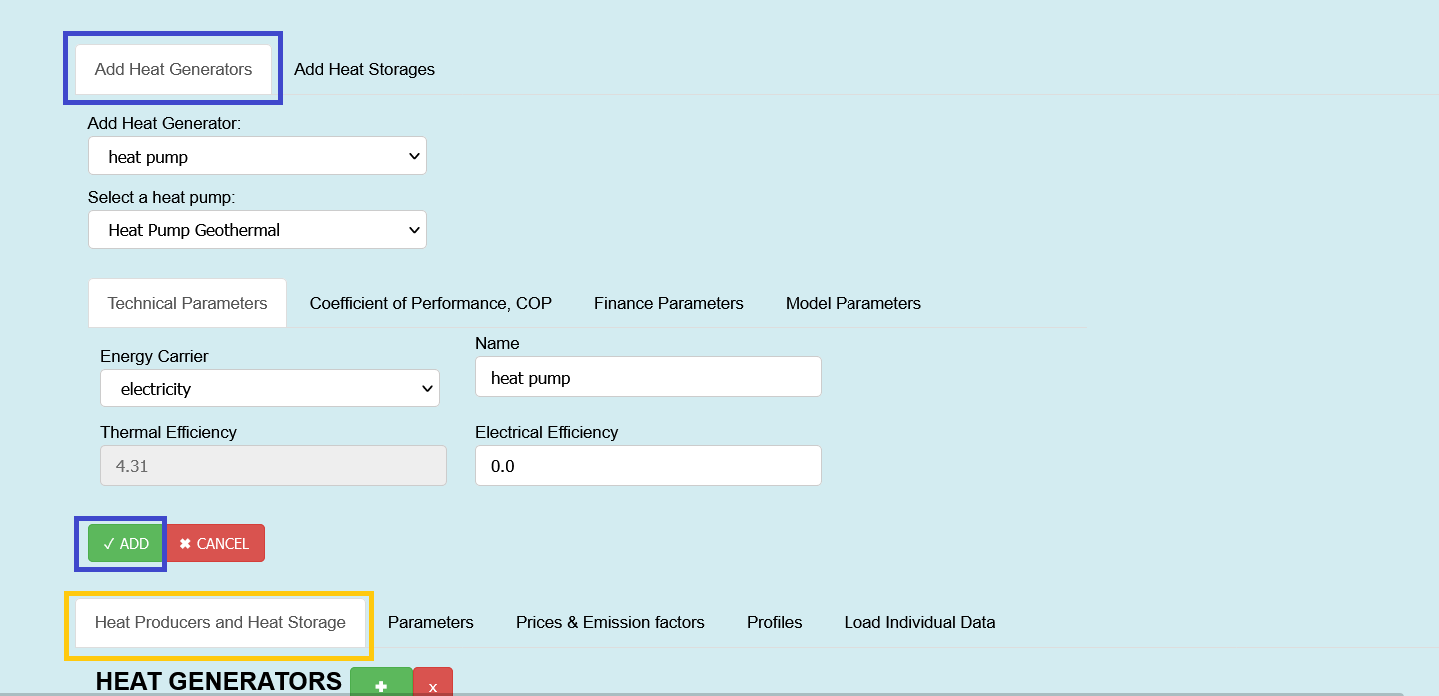 Add Heat Generators Add Heat Storages
Add Heat Generator:
heat pump
Select a heat pump:
Heat Pump Geothermal
Technical Parameters Coefficient of Performance, COP Finance Parameters Model Parameters
Energy Carrier Name
electricity heat pump
Thermal Efficiency Electrical Efficiency
4.31 0.0
✓ ADD ✖ CANCEL
Heat Producers and Heat Storage Parameters Prices & Emission factors Profiles Load Individual Data
HEAT GENERATORS + x